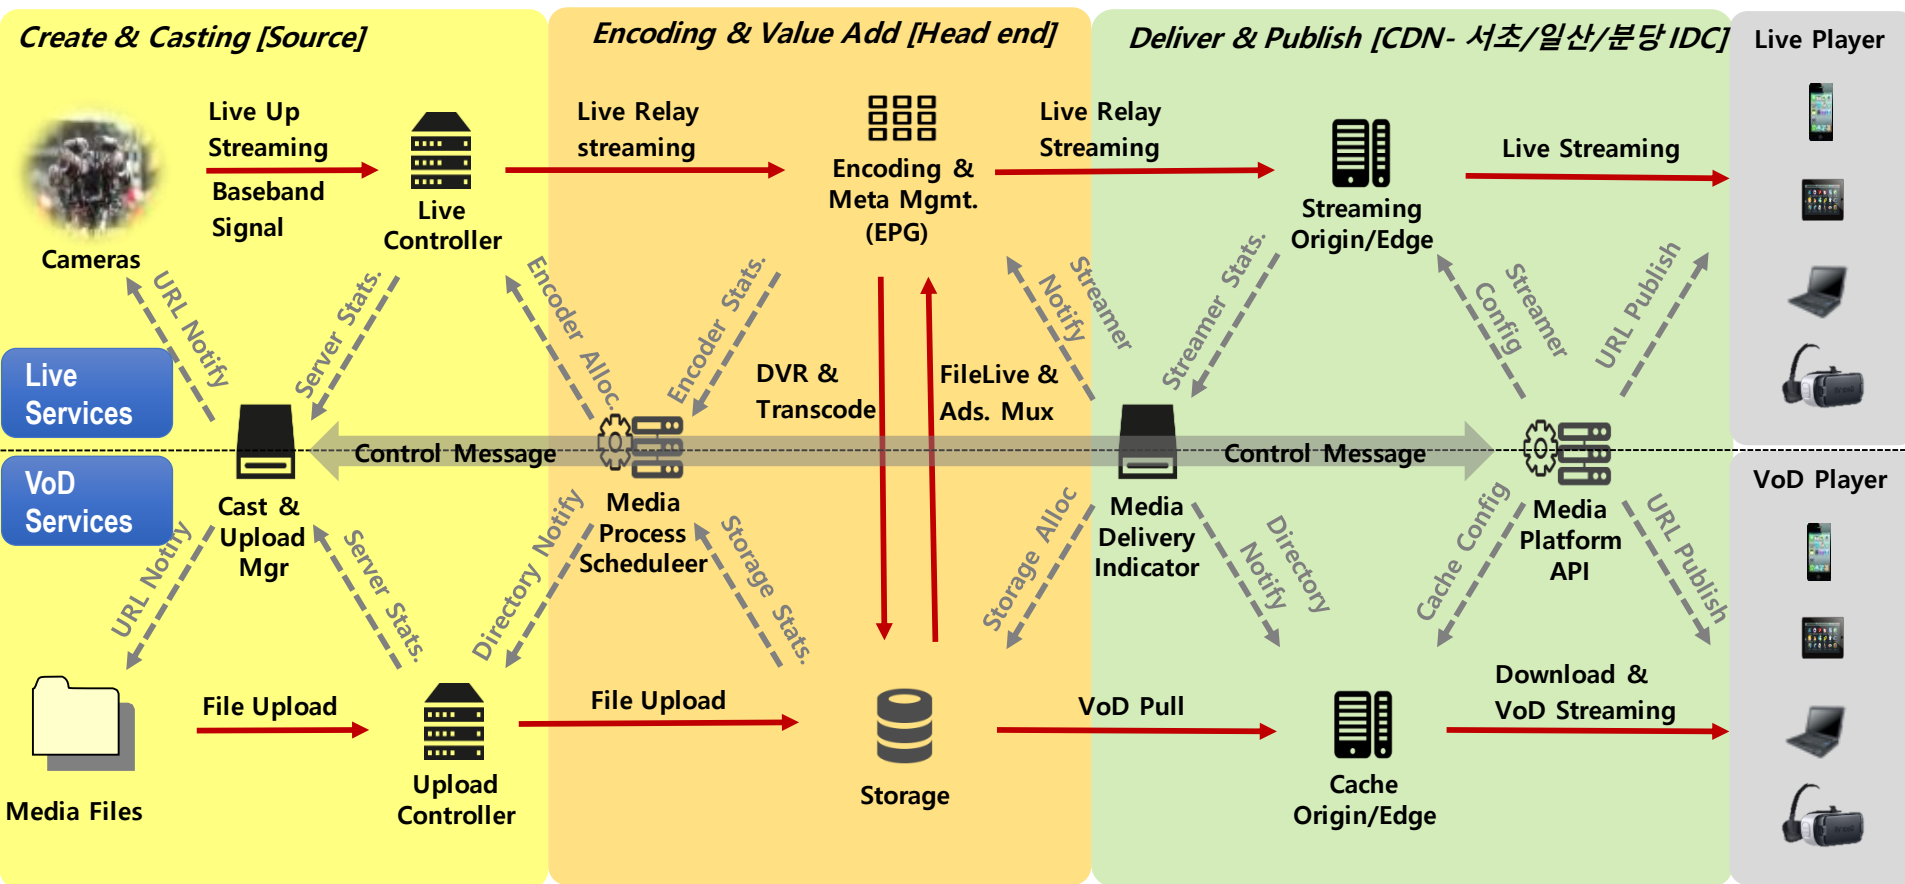 Create & Casting [Source]
Encoding & Value Add [Head end]
Deliver & Publish [CDN- 서초/일산/분당 IDC]
Live Player
Live Up
Streaming
Baseband
Signal
Cameras
Live
Controller
Live Relay
streaming
Encoding &
Meta Mgmt.
(EPG)
Live Relay
Streaming
Streaming
Origin/Edge
Live Streaming
URL Notify
Server Stats.
Encoder Alloc.
Encoder Stats.
Streamer
Notify
Streamer Stats.
Streamer
Config
URL Publish
Live
Services
DVR &
Transcode
FileLive &
Ads. Mux
Control Message
Control Message
VoD
Services
VoD Player
Cast &
Upload
Mgr
Media
Process
Scheduleer
Media
Delivery
Indicator
Media
Platform
API
URL Notify
Server Stats.
Directory Notify
Storage Stats.
Storage Alloc
Directory
Notify
Cache Config
URL Publish
Media Files
File Upload
Upload
Controller
File Upload
Storage
VoD Pull
Cache
Origin/Edge
Download &
VoD Streaming